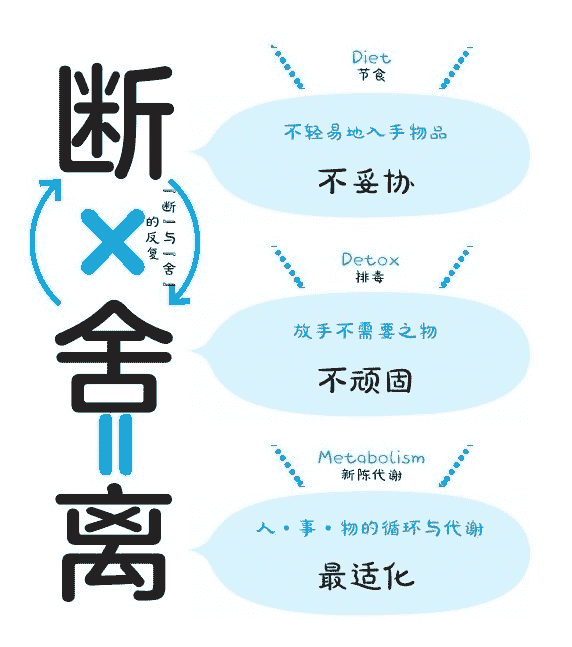 断
×
舍
=
离
『断』与『舍』
的反复
Diet
节食
不轻易地入手物品
不妥协
Detox
排毒
放手不需要之物
不顽固
Metabolism
新陈代谢
人・事・物的循环与代谢
最适化